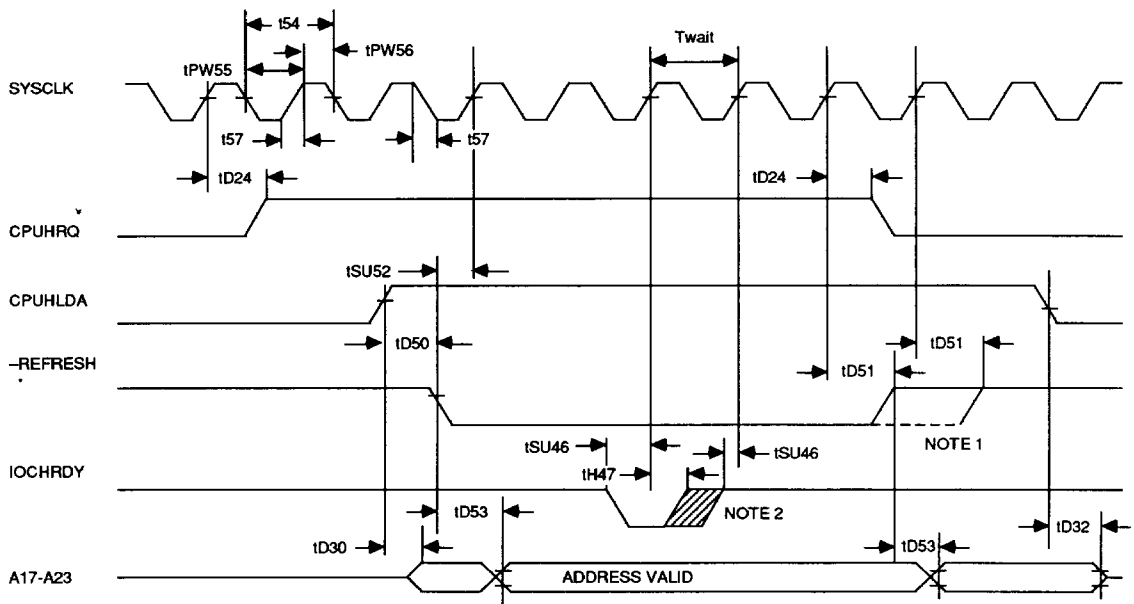 t54
Twait
tPW56
tPW55
SYSCLK
t57
t57
tD24
tD24
CPUHRQ
tSU52
CPUHLDA
tD50
tD51
–REFRESH
tD51
NOTE 1
tSU46
tSU46
IOCHRDY
tH47
NOTE 2
tD53
tD32
tD30
tD53
A17-A23
ADDRESS VALID